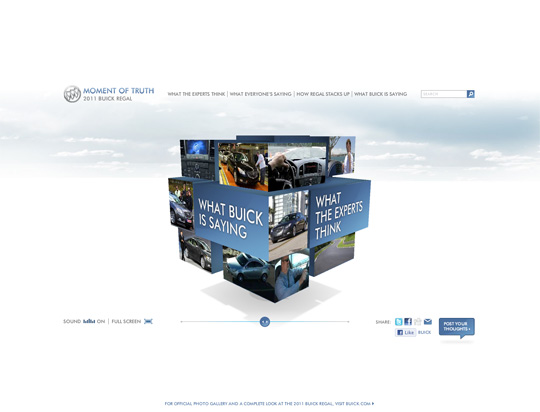 MOMENT OF TRUTH
2011 BUICK REGAL
WHAT THE EXPERTS THINK | WHAT EVERYONE'S SAYING | HOW REGAL STACKS UP | WHAT BUICK IS SAYING
SEARCH
WHAT BUICK
IS SAYING
WHAT
THE EXPERTS
THINK
SOUND ON | FULL SCREEN
SHARE:
Like BUICK
POST YOUR
THOUGHTS
FOR OFFICIAL PHOTO GALLERY AND A COMPLETE LOOK AT THE 2011 BUICK REGAL, VISIT BUICK.COM